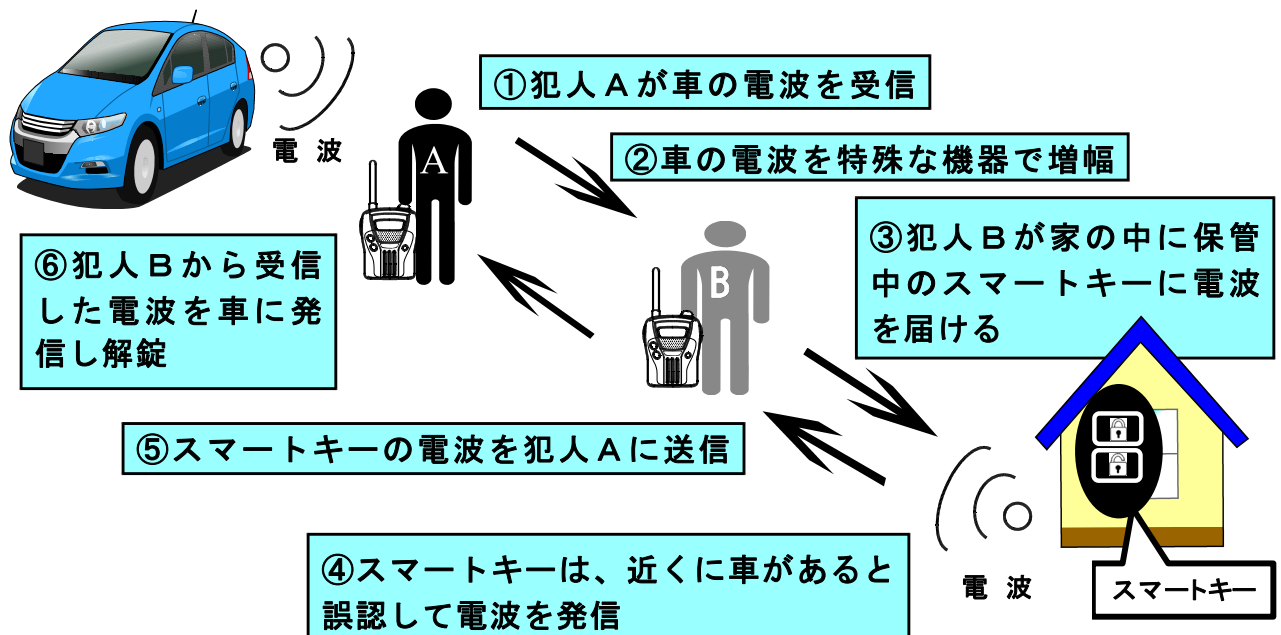 ①犯人Aが車の電波を受信
電波
A
②車の電波を特殊な機器で増幅
③犯人Bが家の中に保管
中のスマートキーに電波
を届ける
B
⑥犯人Bから受信
した電波を車に発
信し解錠
⑤スマートキーの電波を犯人Aに送信
④スマートキーは、近くに車があると
誤認して電波を発信
電波
スマートキー